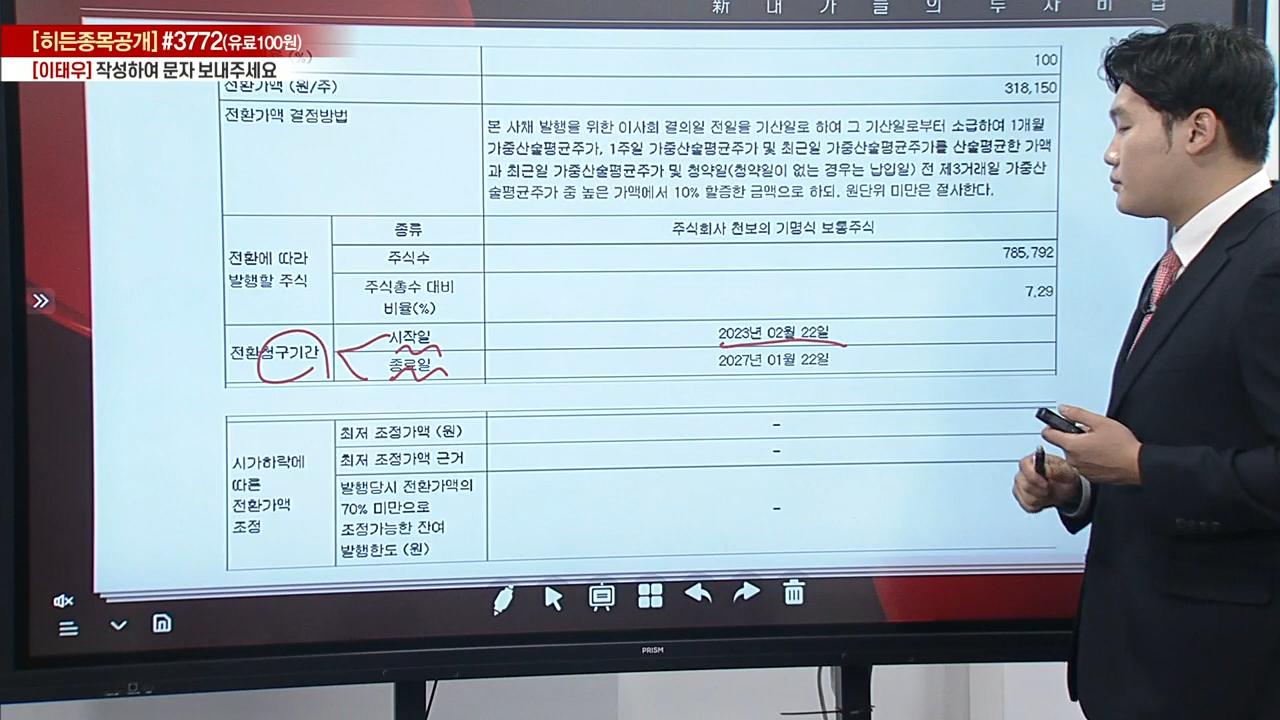 新 내 가 들 의 투 자 비 법
[히든종목공개] #3772(유료100원)
[이태우] 작성하여 문자 보내주세요
(%)
100
전환가액 (원/주)
318,150
전환가액 결정방법
본 사채 발행을 위한 이사회 결의일 전일을 기산일로 하여 그 기산일로부터 소급하여 1개월
가중산술평균주가, 1주일 가중산술평균주가 및 최근일 가중산술평균주가를 산술평균한 가액
과 최근일 가중산술평균주가 및 청약일(청약일이 없는 경우는 납입일) 전 제3거래일 가중산
술평균주가 중 높은 가액에서 10% 할증한 금액으로 하되, 원단위 미만은 절사한다.
전환에 따라
발행할 주식
종류
주식회사 천보의 기명식 보통주식
주식수
785,792
주식총수 대비
비율(%)
7.29
전환청구기간
시작일
2023년 02월 22일
종료일
2027년 01월 22일
시가하락에
따른
전환가액
조정
최저 조정가액 (원)
-
최저 조정가액 근거
-
발행당시 전환가액의
70% 미만으로
조정가능한 잔여
발행한도 (원)
-
PRISM